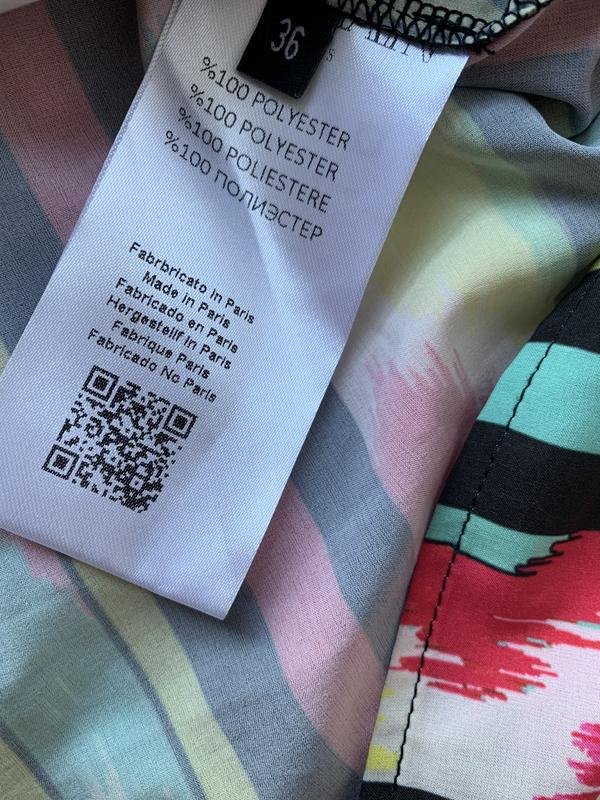 36
%100 POLYESTER
%100 POLYESTER
%100 POLIESTERE
%100 ПОЛИЭСТЕР
Fabrbricato in Paris
Made in Paris
Fabricado en Paris
Hergestellf in Paris
Fabrique Paris
Fabricado No Paris